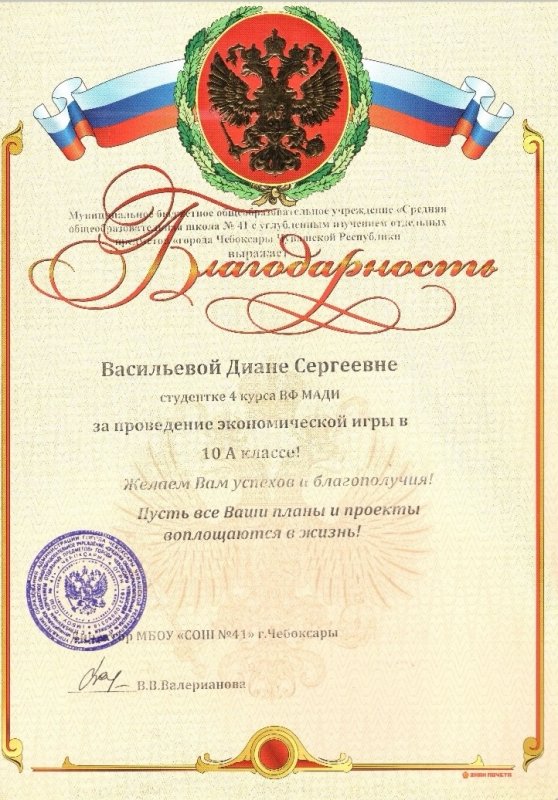 Муниципальное бюджетное общеобразовательное учреждение «Средняя
общеобразовательная школа № 41 с углубленным изучением отдельных
предметов «города Чебоксары Чувашской Республики
выражает
Благодарность
Васильевой Диане Сергеевне
студентке 4 курса ВФ МАДИ
за проведение экономической игры в
10 А классе!
Желаем Вам успехов и благополучия!
Пусть все Ваши планы и проекты
воплощаются в жизнь!
МБОУ «СОШ №41» г.Чебоксары
В.В.Валерианова
ЗНАК ПОЧЕТА